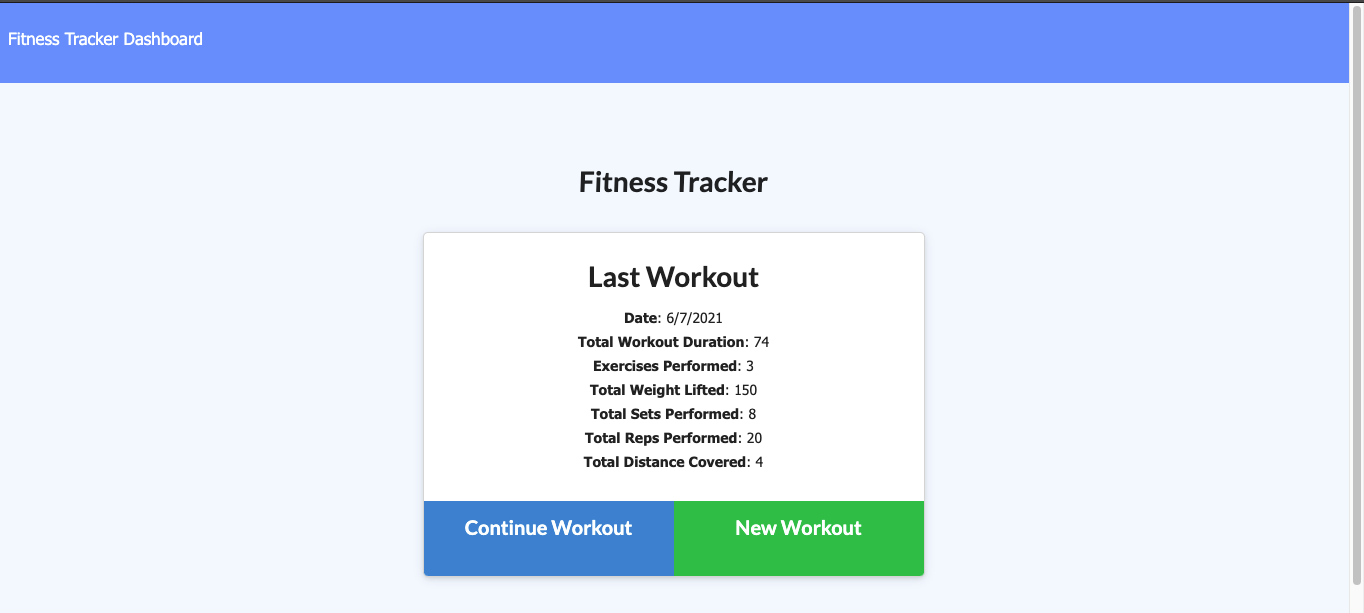 Fitness Tracker Dashboard
Fitness Tracker
Last Workout
Date: 6/7/2021
Total Workout Duration: 74
Exercises Performed: 3
Total Weight Lifted: 150
Total Sets Performed: 8
Total Reps Performed: 20
Total Distance Covered: 4
Continue Workout
New Workout